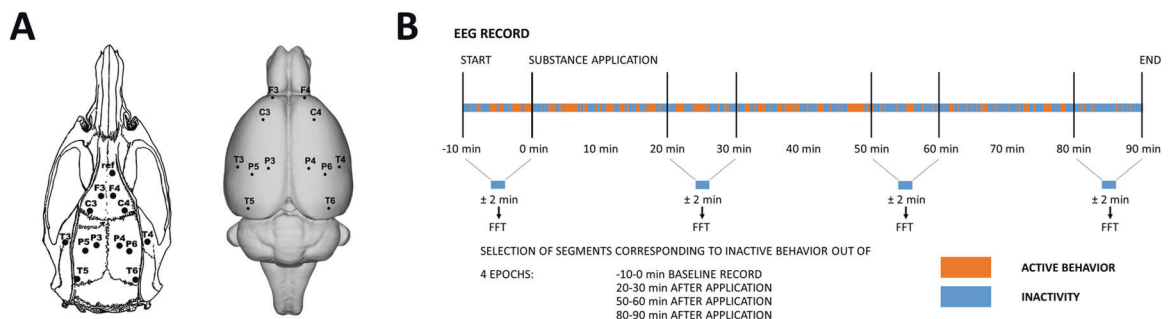 A
ref
F3 F4
C3 C4
Bregma
T3 T4
P5 P3 P4 P6
T5 T6
F3 F4
C3 C4
T3 T4
P5 P3 P4 P6
T5 T6
B
EEG RECORD
START SUBSTANCE APPLICATION END
-10 min 0 min 10 min 20 min 30 min 40 min 50 min 60 min 70 min 80 min 90 min
± 2 min ± 2 min ± 2 min ± 2 min
FFT FFT FFT FFT
SELECTION OF SEGMENTS CORRESPONDING TO INACTIVE BEHAVIOR OUT OF
4 EPOCHS: -10-0 min BASELINE RECORD
20-30 min AFTER APPLICATION
50-60 min AFTER APPLICATION
80-90 min AFTER APPLICATION
ACTIVE BEHAVIOR
INACTIVITY